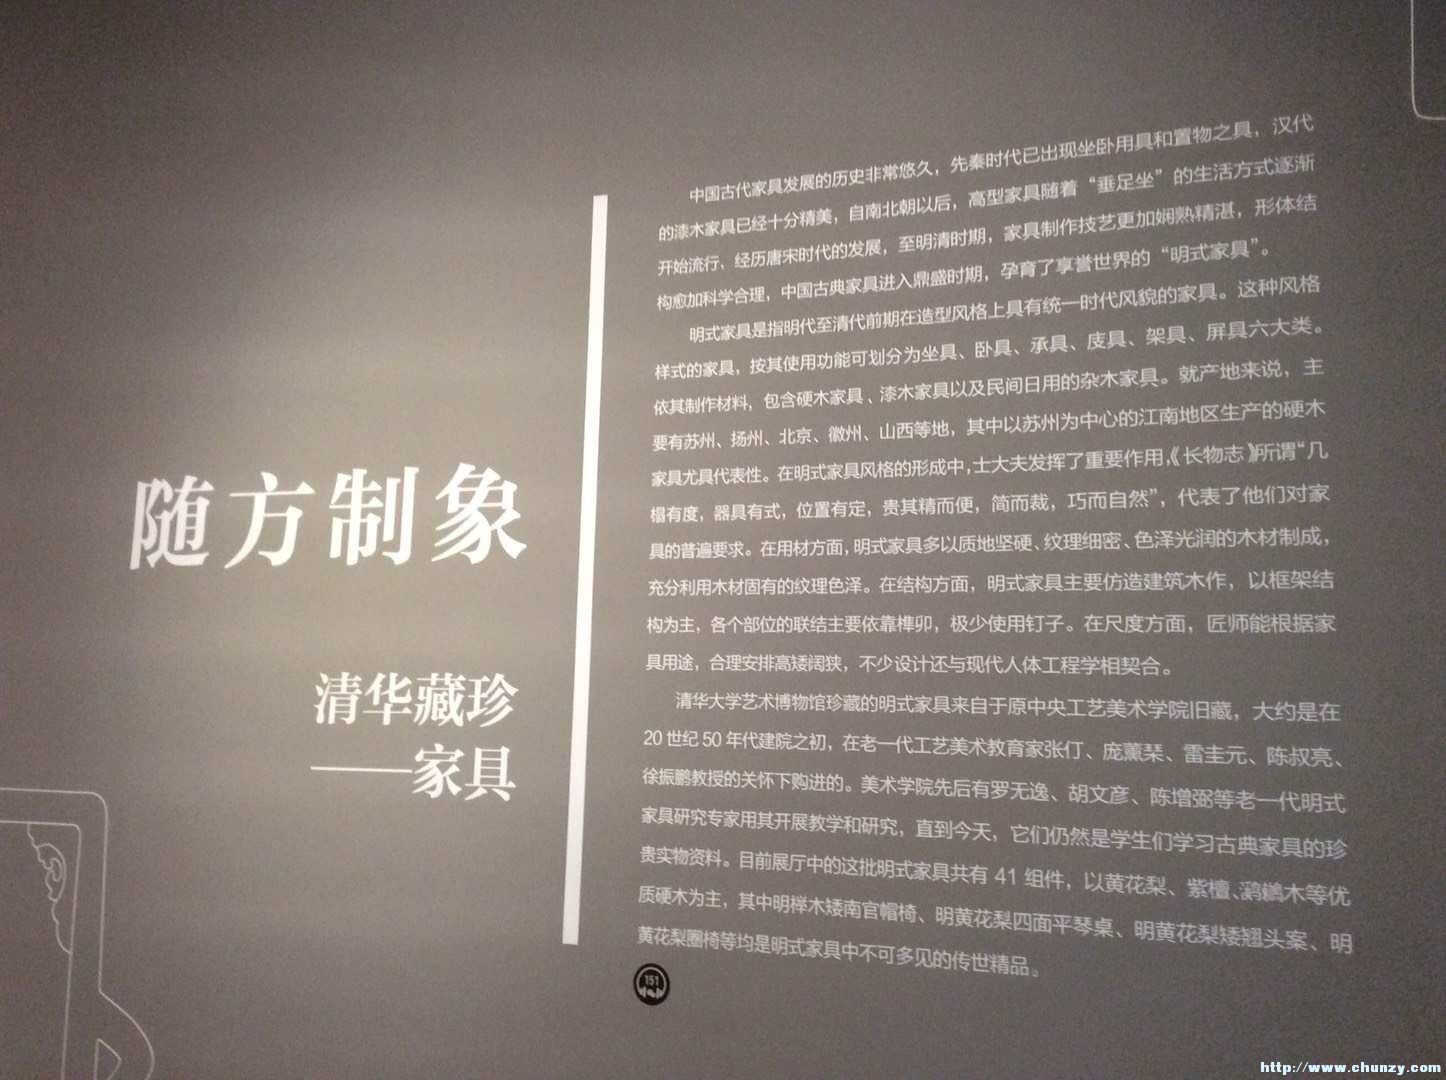 随方制象
清华藏珍
——家具
中国古代家具发展的历史非常悠久，先秦时代已出现坐卧用具和置物之具，汉代
的漆木家具已经十分精美，自南北朝以后，高型家具随着“垂足坐”的生活方式逐渐
开始流行、经历唐宋时代的发展，至明清时期，家具制作技艺更加娴熟精湛，形体结
构愈加科学合理，中国古典家具进入鼎盛时期，孕育了享誉世界的“明式家具”。
明式家具是指明代至清代前期在造型风格上具有统一时代风貌的家具。这种风格
样式的家具，按其使用功能可划分为坐具、卧具、承具、庋具、架具、屏具六大类。
依其制作材料，包含硬木家具、漆木家具以及民间日用的杂木家具。就产地来说，主
要有苏州、扬州、北京、徽州、山西等地，其中以苏州为中心的江南地区生产的硬木
家具尤具代表性。在明式家具风格的形成中，士大夫发挥了重要作用，《长物志》所谓“几
榻有度，器具有式，位置有定，贵其精而便，简而裁，巧而自然”，代表了他们对家
具的普遍要求。在用材方面，明式家具多以质地坚硬、纹理细密、色泽光润的木材制成，
充分利用木材固有的纹理色泽。在结构方面，明式家具主要仿造建筑木作，以框架结
构为主，各个部位的联结主要依靠榫卯，极少使用钉子。在尺度方面，匠师能根据家
具用途，合理安排高矮阔狭，不少设计还与现代人体工程学相契合。
清华大学艺术博物馆珍藏的明式家具来自于原中央工艺美术学院旧藏，大约是在
20世纪50年代建院之初，在老一代工艺美术教育家张仃、庞薰琹、雷圭元、陈叔亮、
徐振鹏教授的关怀下购进的。美术学院先后有罗无逸、胡文彦、陈增弼等老一代明式
家具研究专家用其开展教学和研究，直到今天，它们仍然是学生们学习古典家具的珍
贵实物资料。目前展厅中的这批明式家具共有 41 组件，以黄花梨、紫檀、鸂鶒木等优
质硬木为主，其中明榉木矮南官帽椅、明黄花梨四面平琴桌、明黄花梨矮翘头案、明
黄花梨圈椅等均是明式家具中不可多见的传世精品。
151
http://www.chunzy.com